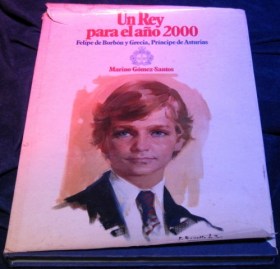 Un Rey
para el año 2000
Felipe de Borbón y Grecia, Príncipe de Asturias
Marino Gómez-Santos